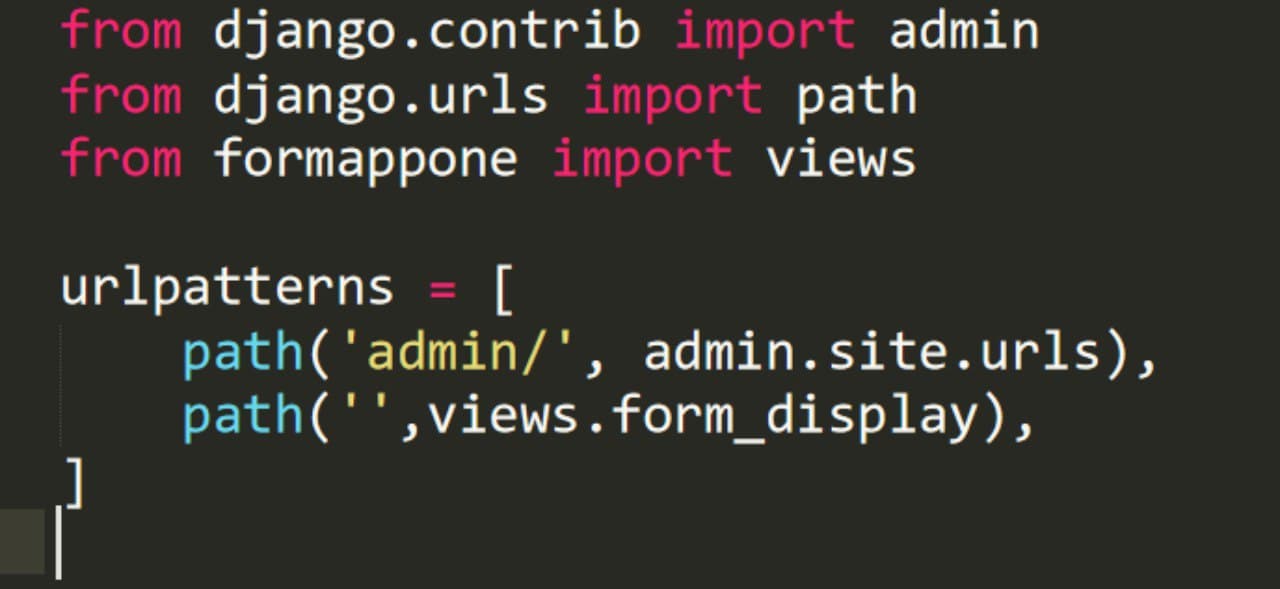 from django.contrib import admin
from django.urls import path
from formappone import views
urlpatterns = [
path('admin/', admin.site.urls),
path('',views.form_display),
]